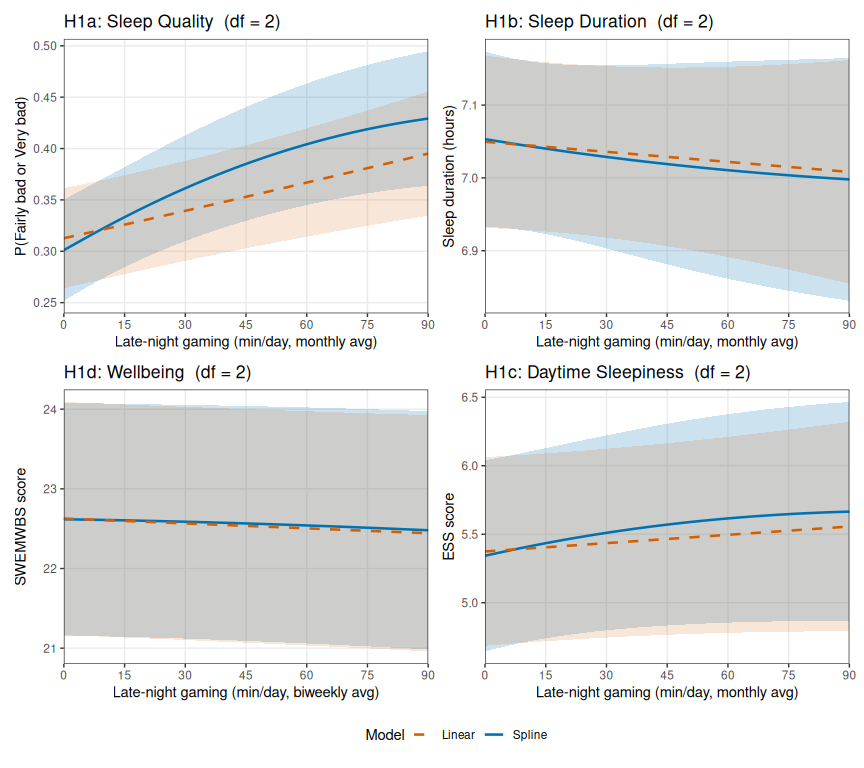 H1a: Sleep Quality (df = 2)
P(Fairly bad or Very bad)
0.50
0.45
0.40
0.35
0.30
0.25
0 15 30 45 60 75 90
Late-night gaming (min/day, monthly avg)
H1b: Sleep Duration (df = 2)
Sleep duration (hours)
7.1
7.0
6.9
0 15 30 45 60 75 90
Late-night gaming (min/day, monthly avg)
H1d: Wellbeing (df = 2)
SWEMWBS score
24
23
22
21
0 15 30 45 60 75 90
Late-night gaming (min/day, biweekly avg)
H1c: Daytime Sleepiness (df = 2)
ESS score
6.5
6.0
5.5
5.0
0 15 30 45 60 75 90
Late-night gaming (min/day, monthly avg)
Model Linear Spline